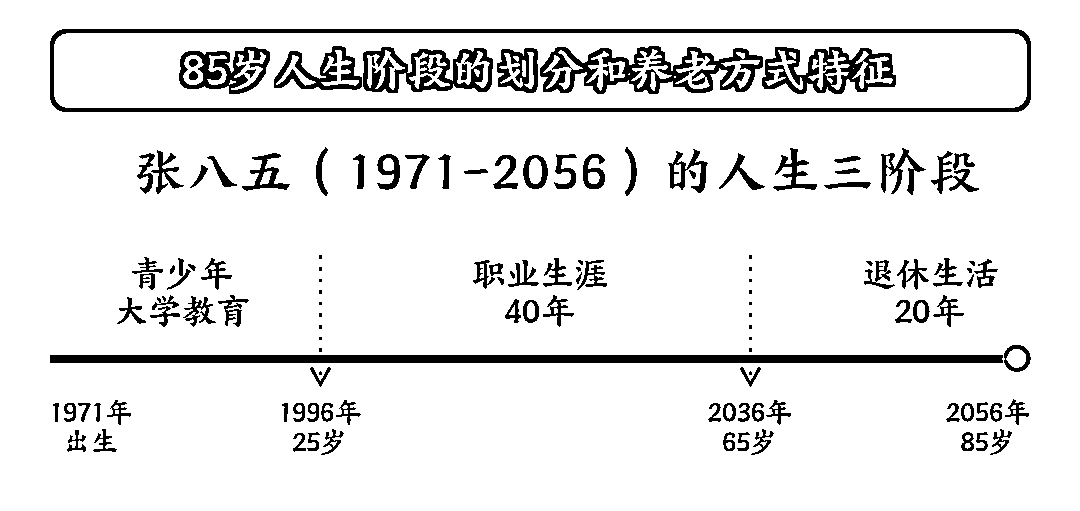 85岁人生阶段的划分和养老方式特征
张八五（1971-2056）的人生三阶段
青少年
大学教育
职业生涯
40年
退休生活
20年
1971年
出生
1996年
25岁
2036年
65岁
2056年
85岁